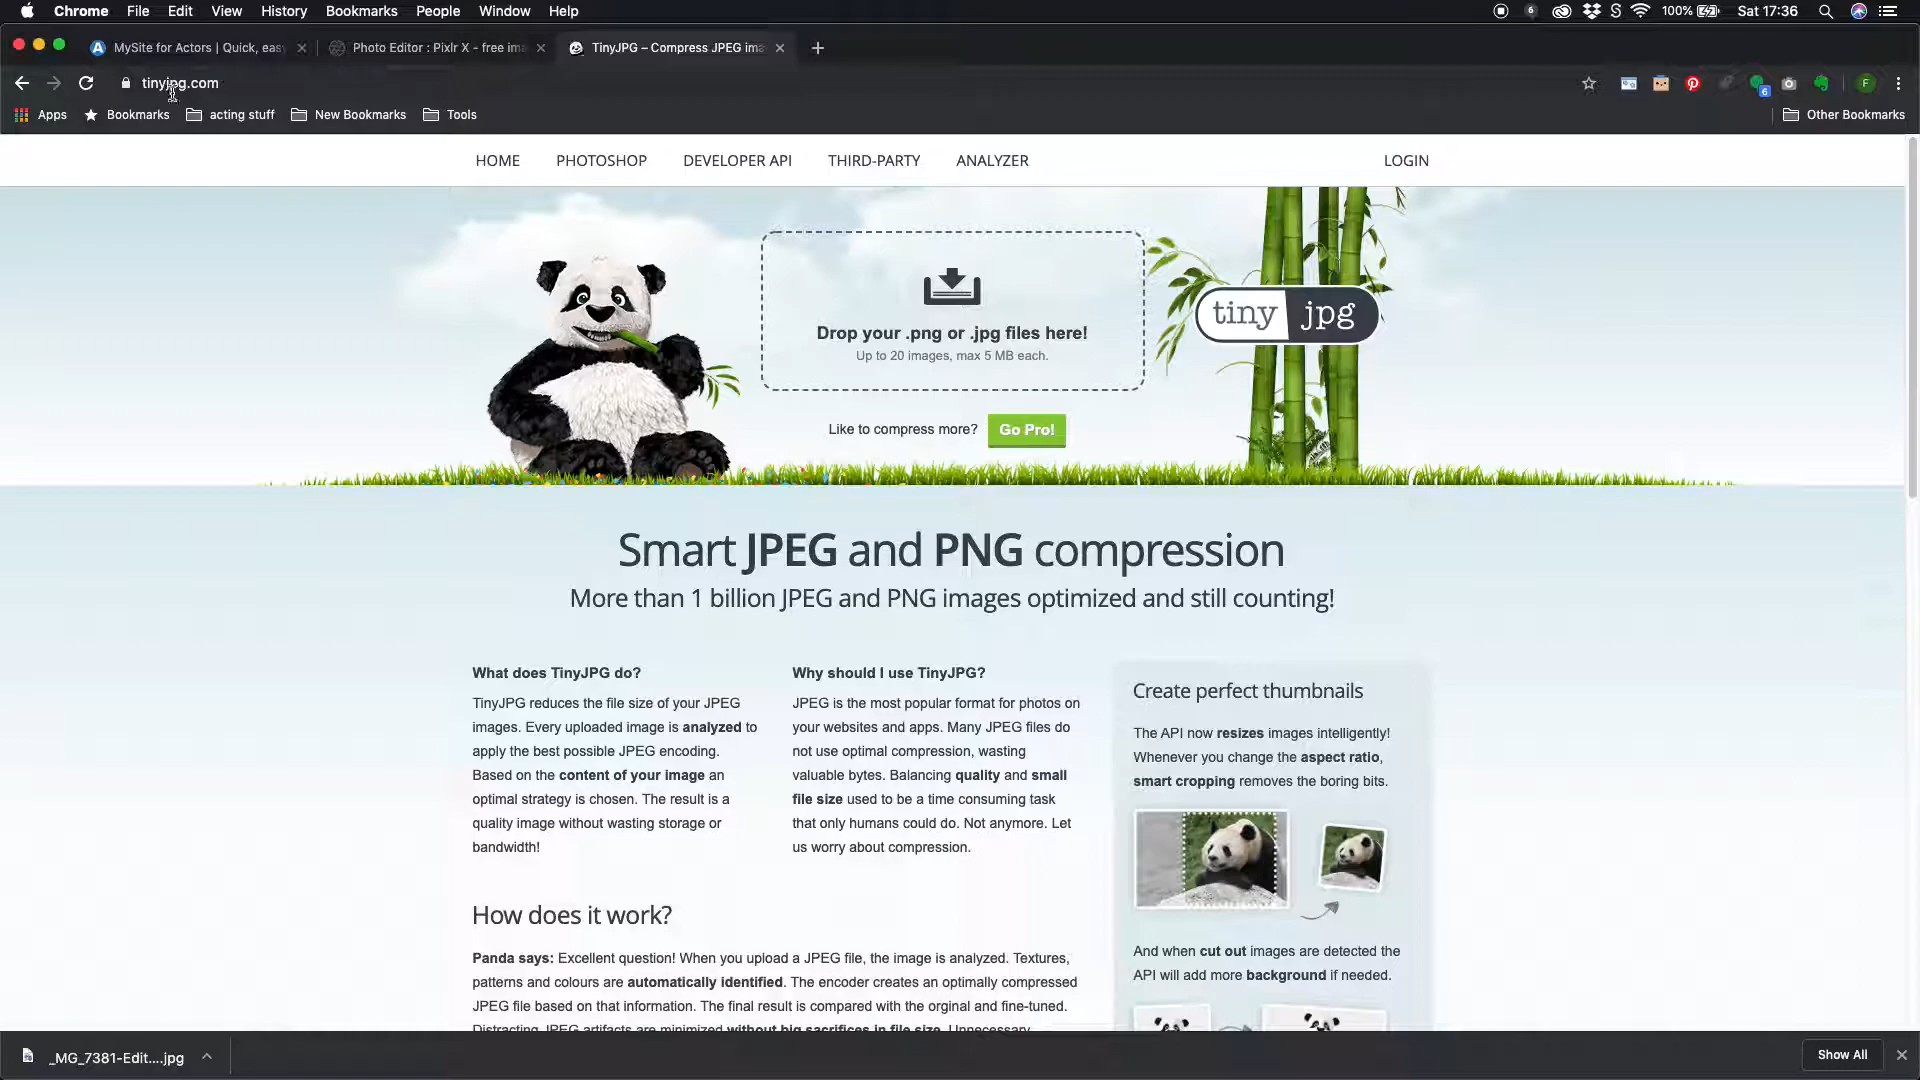 Chrome File Edit View History Bookmarks People Window Help
6 100% Sat 17:36
MySite for Actors | Quick, easy
Photo Editor : Pixlr X - free ima
TinyJPG – Compress JPEG ima
tinyjpg.com
6 F
Apps Bookmarks acting stuff New Bookmarks Tools Other Bookmarks
HOME PHOTOSHOP DEVELOPER API THIRD-PARTY ANALYZER LOGIN
Drop your .png or .jpg files here!
Up to 20 images, max 5 MB each.
tiny jpg
Like to compress more? Go Pro!
Smart JPEG and PNG compression
More than 1 billion JPEG and PNG images optimized and still counting!
What does TinyJPG do?
TinyJPG reduces the file size of your JPEG
images. Every uploaded image is analyzed to
apply the best possible JPEG encoding.
Based on the content of your image an
optimal strategy is chosen. The result is a
quality image without wasting storage or
bandwidth!
Why should I use TinyJPG?
JPEG is the most popular format for photos on
your websites and apps. Many JPEG files do
not use optimal compression, wasting
valuable bytes. Balancing quality and small
file size used to be a time consuming task
that only humans could do. Not anymore. Let
us worry about compression.
Create perfect thumbnails
The API now resizes images intelligently!
Whenever you change the aspect ratio,
smart cropping removes the boring bits.
And when cut out images are detected the
API will add more background if needed.
How does it work?
Panda says: Excellent question! When you upload a JPEG file, the image is analyzed. Textures,
patterns and colours are automatically identified. The encoder creates an optimally compressed
JPEG file based on that information. The final result is compared with the orginal and fine-tuned.
Distracting JPEG artifacts are minimized without big sacrifices in file size. Unnecessary
_MG_7381-Edit....jpg
Show All